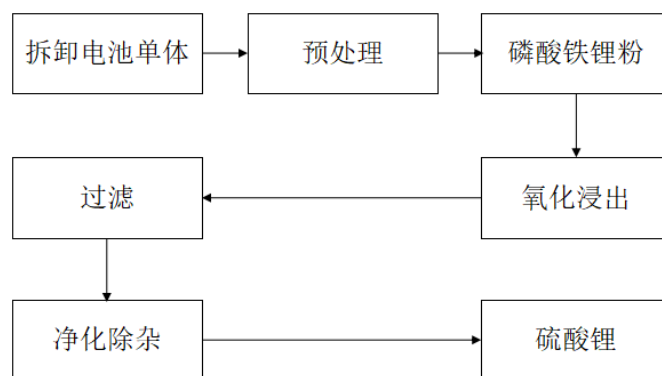 拆卸电池单体
预处理
磷酸铁锂粉
氧化浸出
过滤
净化除杂
硫酸锂